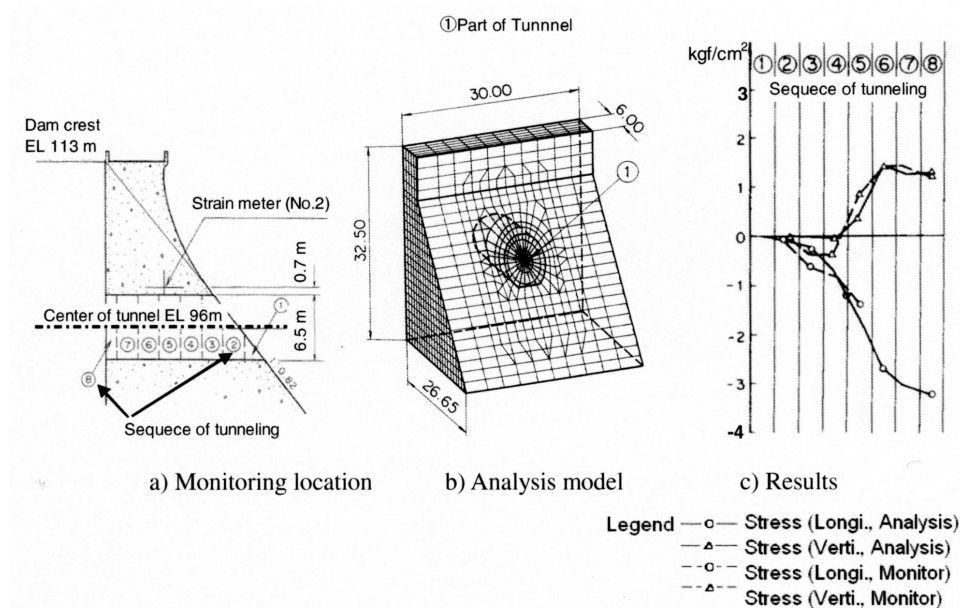 ①Part of Tunnnel
Dam crest
EL 113 m
Strain meter (No.2)
0.7 m
Center of tunnel EL 96m
6.5 m
①
⑦ ⑥ ⑤ ④ ③ ②
⑧
0.82
Sequece of tunneling
a) Monitoring location
30.00
6.00
①
32.50
26.65
b) Analysis model
kgf/cm²
① ② ③ ④ ⑤ ⑥ ⑦ ⑧
Sequece of tunneling
3
2
1
0
-1
-2
-3
-4
c) Results
Legend
Stress (Longi., Analysis)
Stress (Verti., Analysis)
Stress (Longi., Monitor)
Stress (Verti., Monitor)